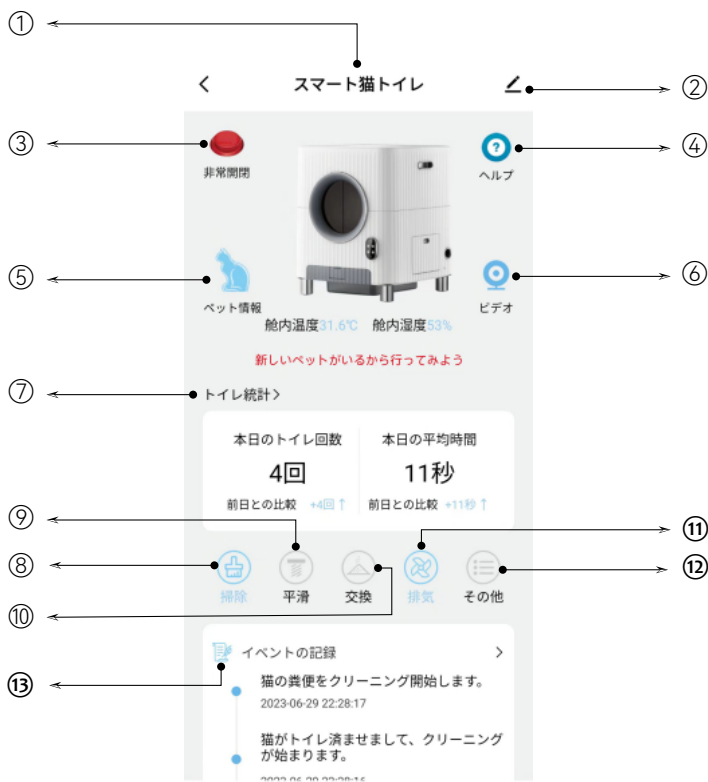 ①
スマート猫トイレ
②
③
非常開閉
?
ヘルプ
④
⑤
ペット情報
ビデオ
⑥
舱内温度31.6℃ 舱内湿度53%
新しいペットがいるから行ってみよう
⑦
トイレ統計>
本日のトイレ回数
4回
前日との比較 +4回↑
本日の平均時間
11秒
前日との比較 +11秒↑
⑨
⑪
⑧
⑫
掃除 平滑 交換 排気 その他
⑩
イベントの記録 >
⑬
猫の糞便をクリーニング開始します。
2023-06-29 22:28:17
猫がトイレ済ませまして、クリーニング
が始まります。
2023-06-29 22:28:16